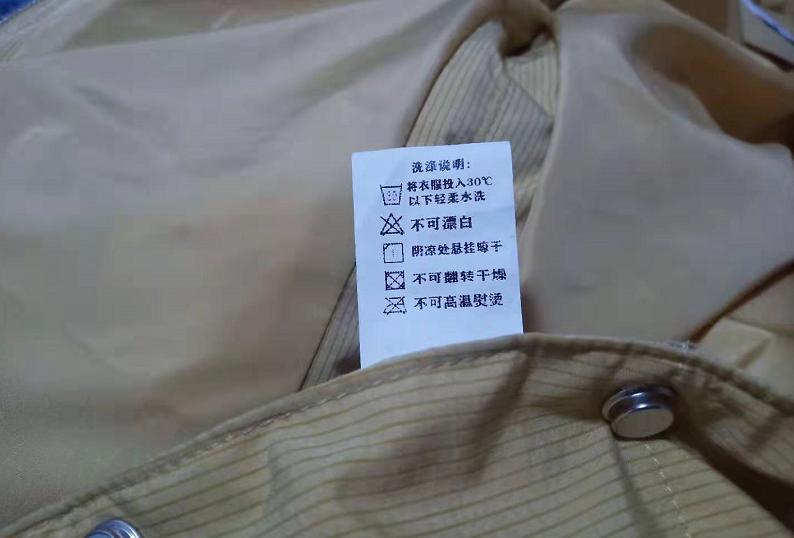 洗涤说明:
将衣服投入30℃
以下轻柔水洗
不可漂白
阴凉处悬挂晾干
不可翻转干燥
不可高温熨烫